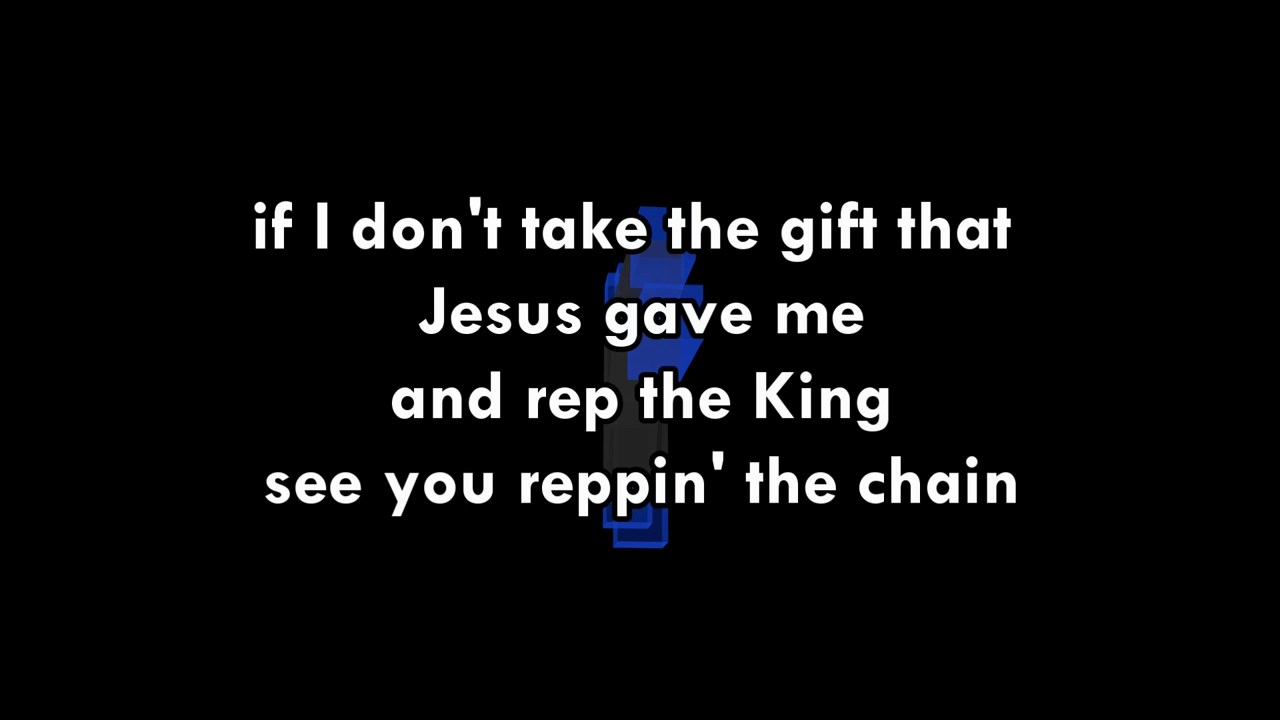 if I don't take the gift that
Jesus gave me
and rep the King
see you reppin' the chain